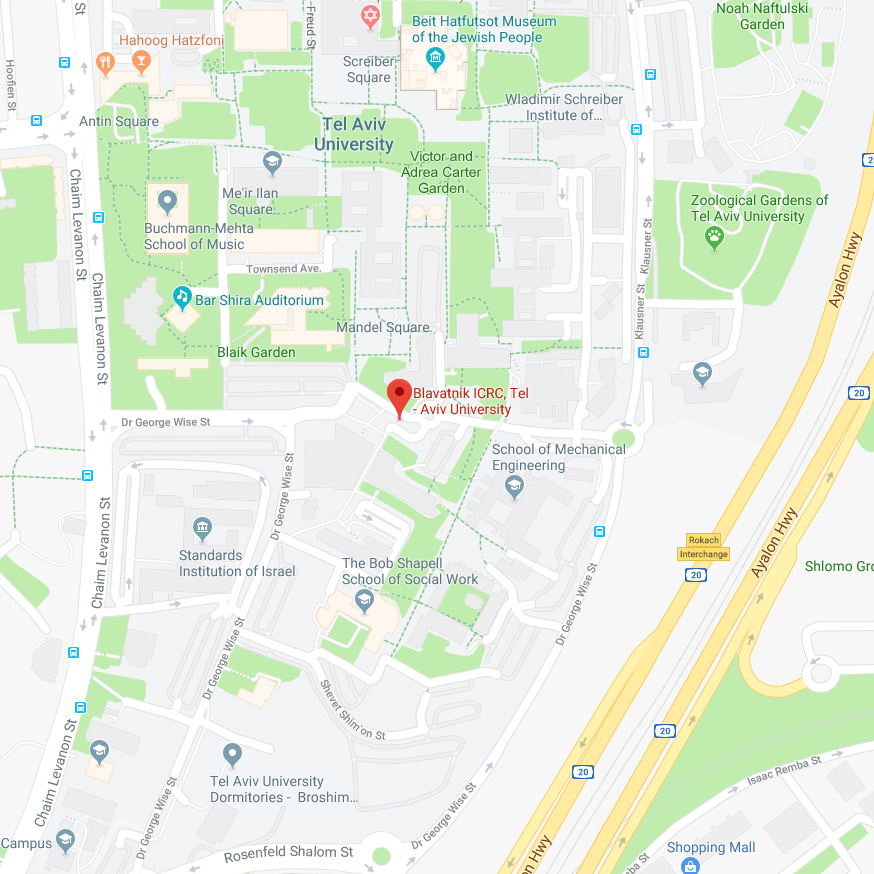 St
Freud St
Noah Naftulski
Garden
Beit Hatfutsot Museum
of the Jewish People
Hahoog Hatzfoni
Hoofien St
Screiber
Square
Wladimir Schreiber
Institute of...
Antin Square
Tel Aviv
University
Victor and
Adrea Carter
Garden
Me'ir Ilan
Square
Zoological Gardens of
Tel Aviv University
Chaim Levanon St
Buchmann-Mehta
School of Music
Klausner St
Ayalon Hwy
Townsend Ave.
Chaim Levanon St
Bar Shira Auditorium
Klausner St
Mandel Square
Blaik Garden
Blavatnik ICRC, Tel
- Aviv University
20
Dr George Wise St
School of Mechanical
Engineering
Dr George Wise St
Chaim Levanon St
Ayalon Hwy
Rokach
Interchange
Standards
Institution of Israel
The Bob Shapell
School of Social Work
20
Shlomo Gro
Dr George Wise St
Dr George Wise St
Shevet Shim'on St
20
Chaim Levanon St
20
Tel Aviv University
Dormitories - Broshim...
Isaac Remba St
Dr George Wise St
Dr George Wise St
Campus
Rosenfeld Shalom St
Hwy
mba St
Shopping Mall